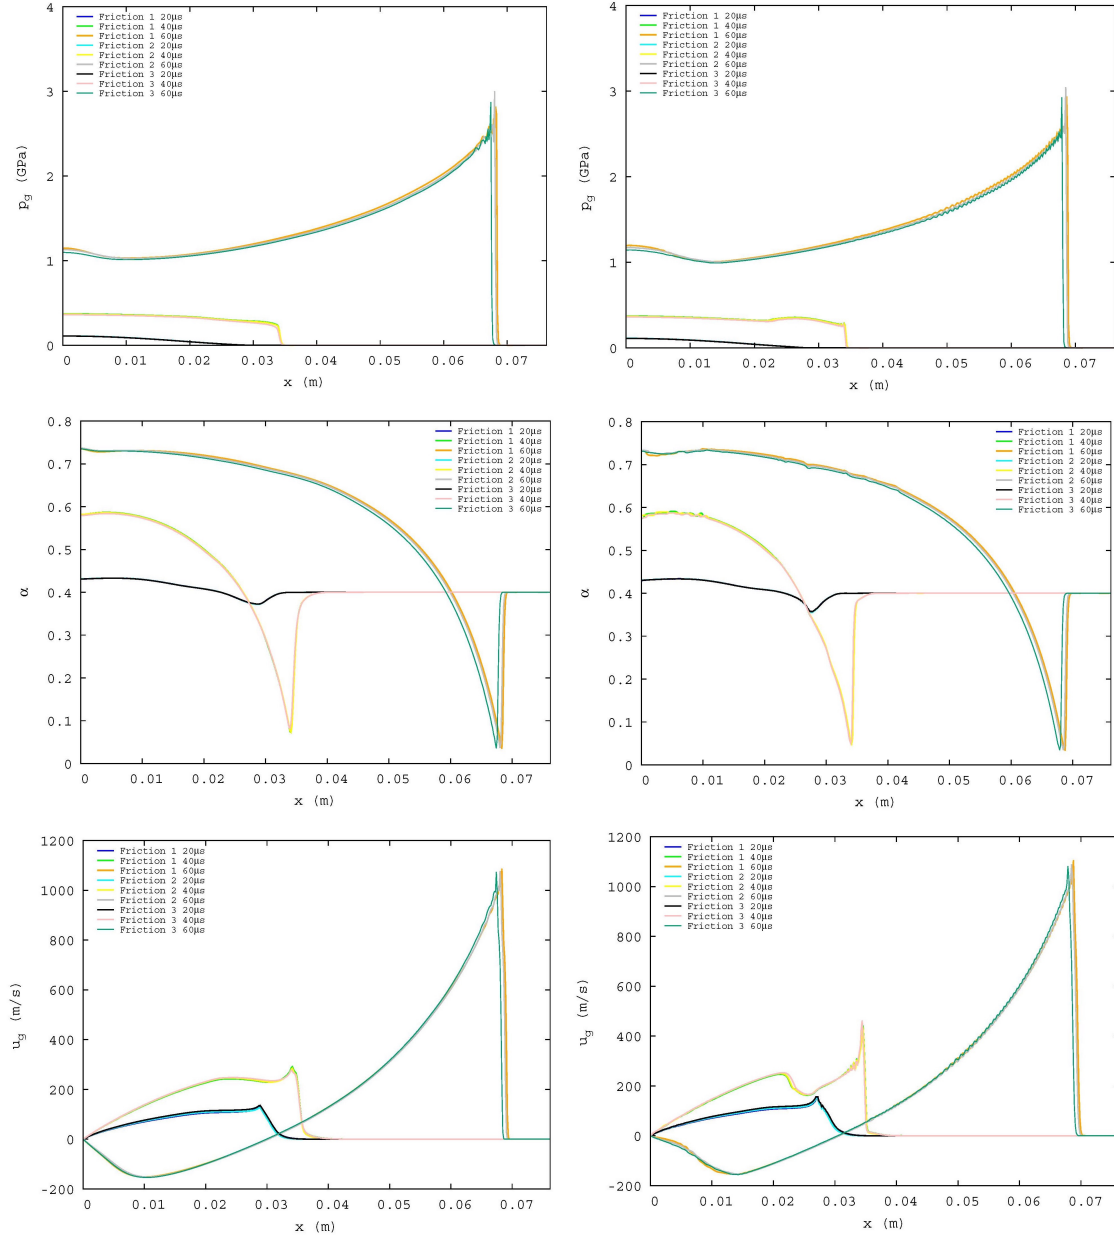 4
3
2
1
0
p_g (GPa)
Friction 1 20μs
Friction 1 40μs
Friction 1 60μs
Friction 2 20μs
Friction 2 40μs
Friction 2 60μs
Friction 3 20μs
Friction 3 40μs
Friction 3 60μs
0 0.01 0.02 0.03 0.04 0.05 0.06 0.07
x (m)
4
3
2
1
0
p_g (GPa)
Friction 1 20μs
Friction 1 40μs
Friction 1 60μs
Friction 2 20μs
Friction 2 40μs
Friction 2 60μs
Friction 3 20μs
Friction 3 40μs
Friction 3 60μs
0 0.01 0.02 0.03 0.04 0.05 0.06 0.07
x (m)
0.8
0.7
0.6
0.5
0.4
0.3
0.2
0.1
0
α
Friction 1 20μs
Friction 1 40μs
Friction 1 60μs
Friction 2 20μs
Friction 2 40μs
Friction 2 60μs
Friction 3 20μs
Friction 3 40μs
Friction 3 60μs
0 0.01 0.02 0.03 0.04 0.05 0.06 0.07
x (m)
0.8
0.7
0.6
0.5
0.4
0.3
0.2
0.1
0
α
Friction 1 20μs
Friction 1 40μs
Friction 1 60μs
Friction 2 20μs
Friction 2 40μs
Friction 2 60μs
Friction 3 20μs
Friction 3 40μs
Friction 3 60μs
0 0.01 0.02 0.03 0.04 0.05 0.06 0.07
x (m)
1200
1000
800
600
400
200
0
-200
u_g (m/s)
Friction 1 20μs
Friction 1 40μs
Friction 1 60μs
Friction 2 20μs
Friction 2 40μs
Friction 2 60μs
Friction 3 20μs
Friction 3 40μs
Friction 3 60μs
0 0.01 0.02 0.03 0.04 0.05 0.06 0.07
x (m)
1200
1000
800
600
400
200
0
-200
u_g (m/s)
Friction 1 20μs
Friction 1 40μs
Friction 1 60μs
Friction 2 20μs
Friction 2 40μs
Friction 2 60μs
Friction 3 20μs
Friction 3 40μs
Friction 3 60μs
0 0.01 0.02 0.03 0.04 0.05 0.06 0.07
x (m)